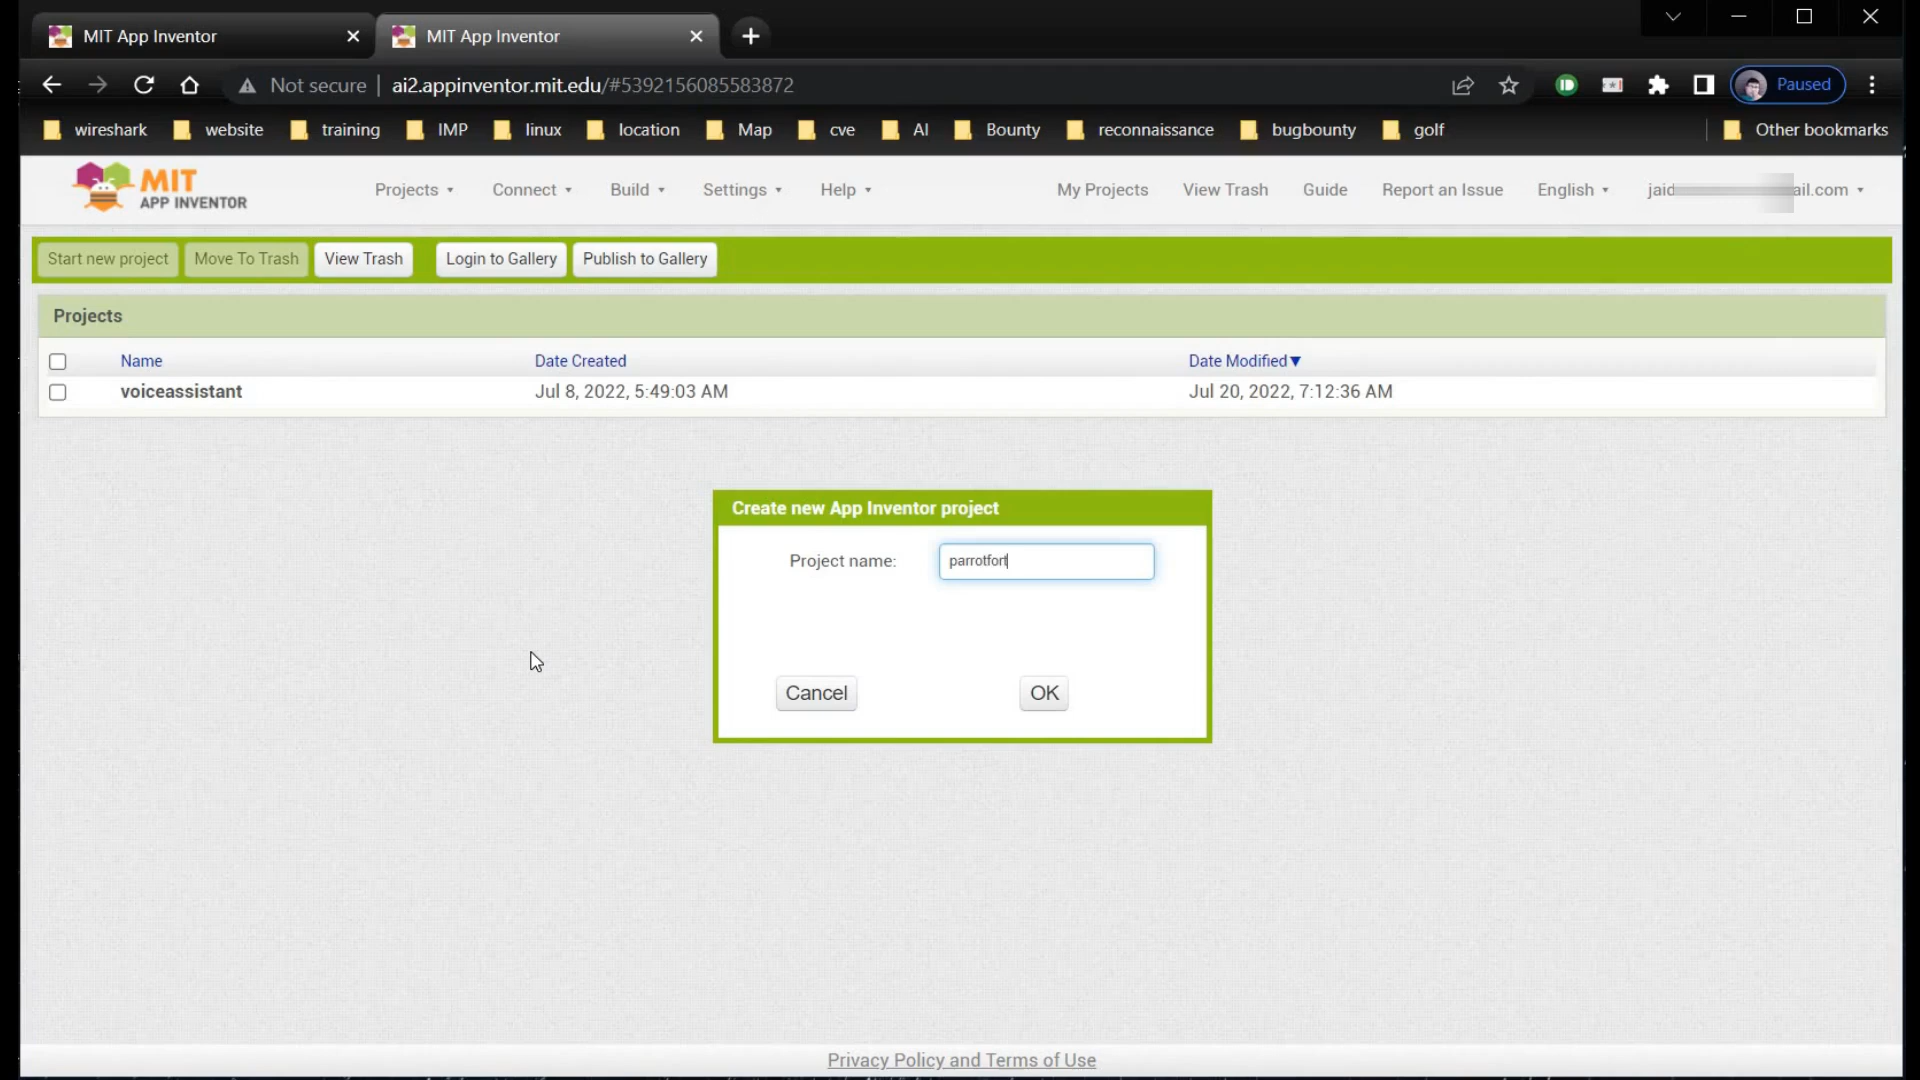 MIT App Inventor
MIT App Inventor
Not secure | ai2.appinventor.mit.edu/#5392156085583872
Paused
wireshark website training IMP linux location Map cve AI Bounty reconnaissance bugbounty golf Other bookmarks
MIT
APP INVENTOR
Projects Connect Build Settings Help My Projects View Trash Guide Report an Issue English
Start new project Move To Trash View Trash Login to Gallery Publish to Gallery
Projects
Name Date Created Date Modified
voiceassistant Jul 8, 2022, 5:49:03 AM Jul 20, 2022, 7:12:36 AM
Create new App Inventor project
Project name: parrotfort
Cancel OK
Privacy Policy and Terms of Use